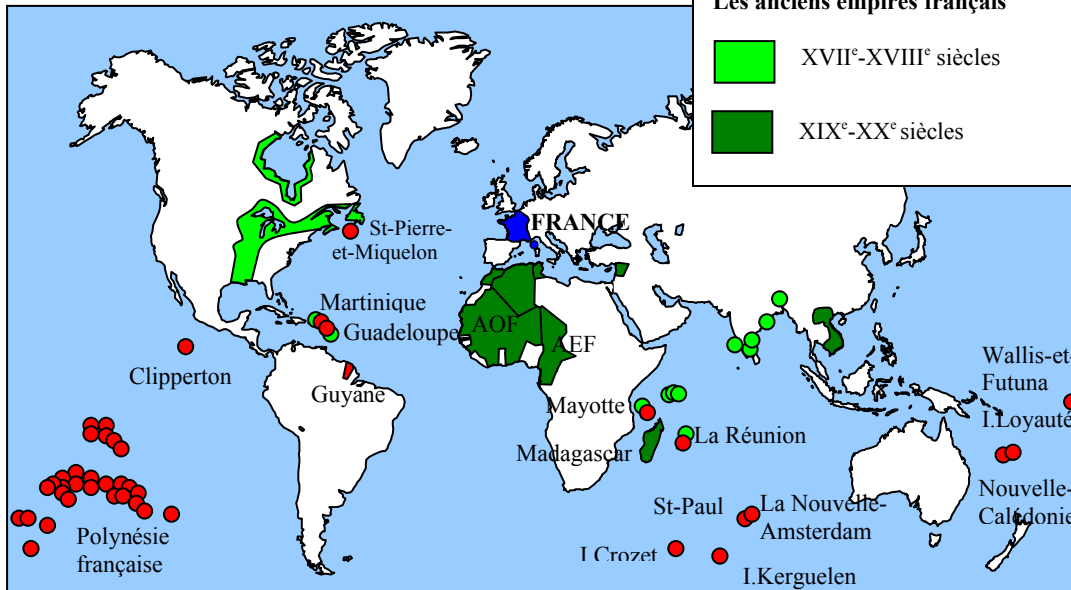 Les anciens empires français
XVIIᵉ-XVIIIᵉ siècles
XIXᵉ-XXᵉ siècles
FRANCE
St-Pierre-
et-Miquelon
Martinique
Guadeloupe
AOF
AEF
Clipperton
Guyane
Mayotte
Madagascar
La Réunion
Wallis-et-
Futuna
I.Loyauté
Nouvelle-
Calédonie
St-Paul
La Nouvelle-
Amsterdam
I.Crozet
I.Kerguelen
Polynésie
française